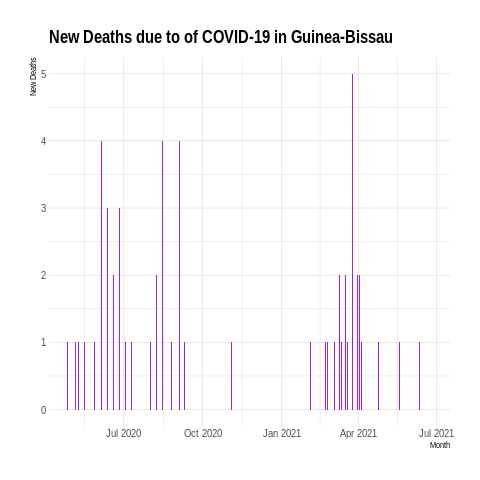 New Deaths due to of COVID-19 in Guinea-Bissau
New Deaths
5
4
3
2
1
0
Jul 2020
Oct 2020
Jan 2021
Apr 2021
Jul 2021
Month